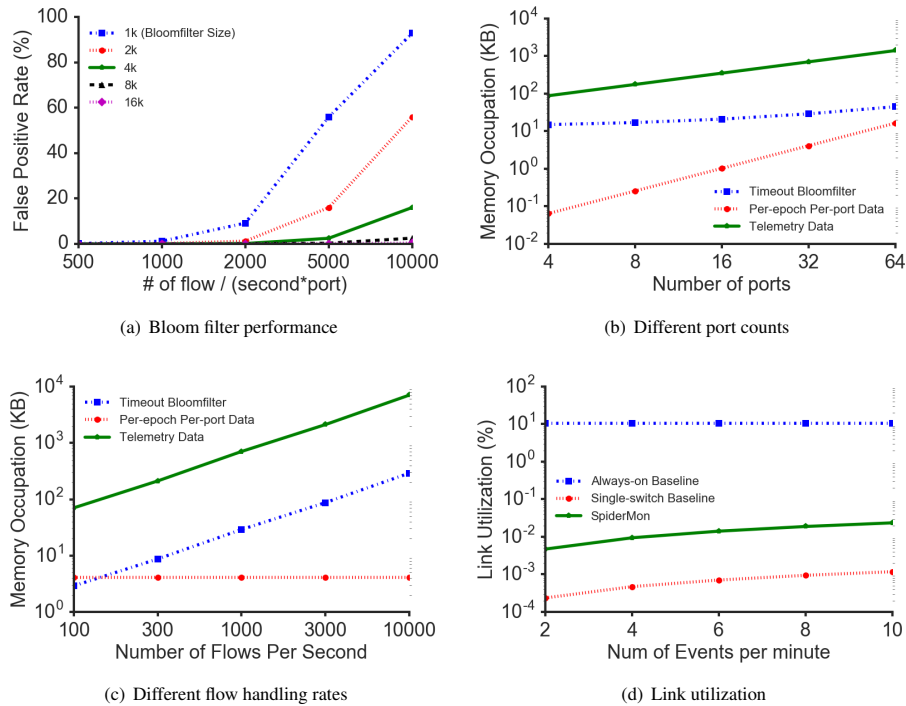 False Positive Rate (%)
100
80
60
40
20
0
1k (Bloomfilter Size)
2k
4k
8k
16k
500 1000 2000 5000 10000
# of flow / (second*port)
(a) Bloom filter performance
Memory Occupation (KB)
10^4
10^3
10^2
10^1
10^0
10^-1
10^-2
Timeout Bloomfilter
Per-epoch Per-port Data
Telemetry Data
4 8 16 32 64
Number of ports
(b) Different port counts
Memory Occupation (KB)
10^4
10^3
10^2
10^1
10^0
Timeout Bloomfilter
Per-epoch Per-port Data
Telemetry Data
100 300 1000 3000 10000
Number of Flows Per Second
(c) Different flow handling rates
Link Utilization (%)
10^2
10^1
10^0
10^-1
10^-2
10^-3
10^-4
Always-on Baseline
Single-switch Baseline
SpiderMon
2 4 6 8 10
Num of Events per minute
(d) Link utilization